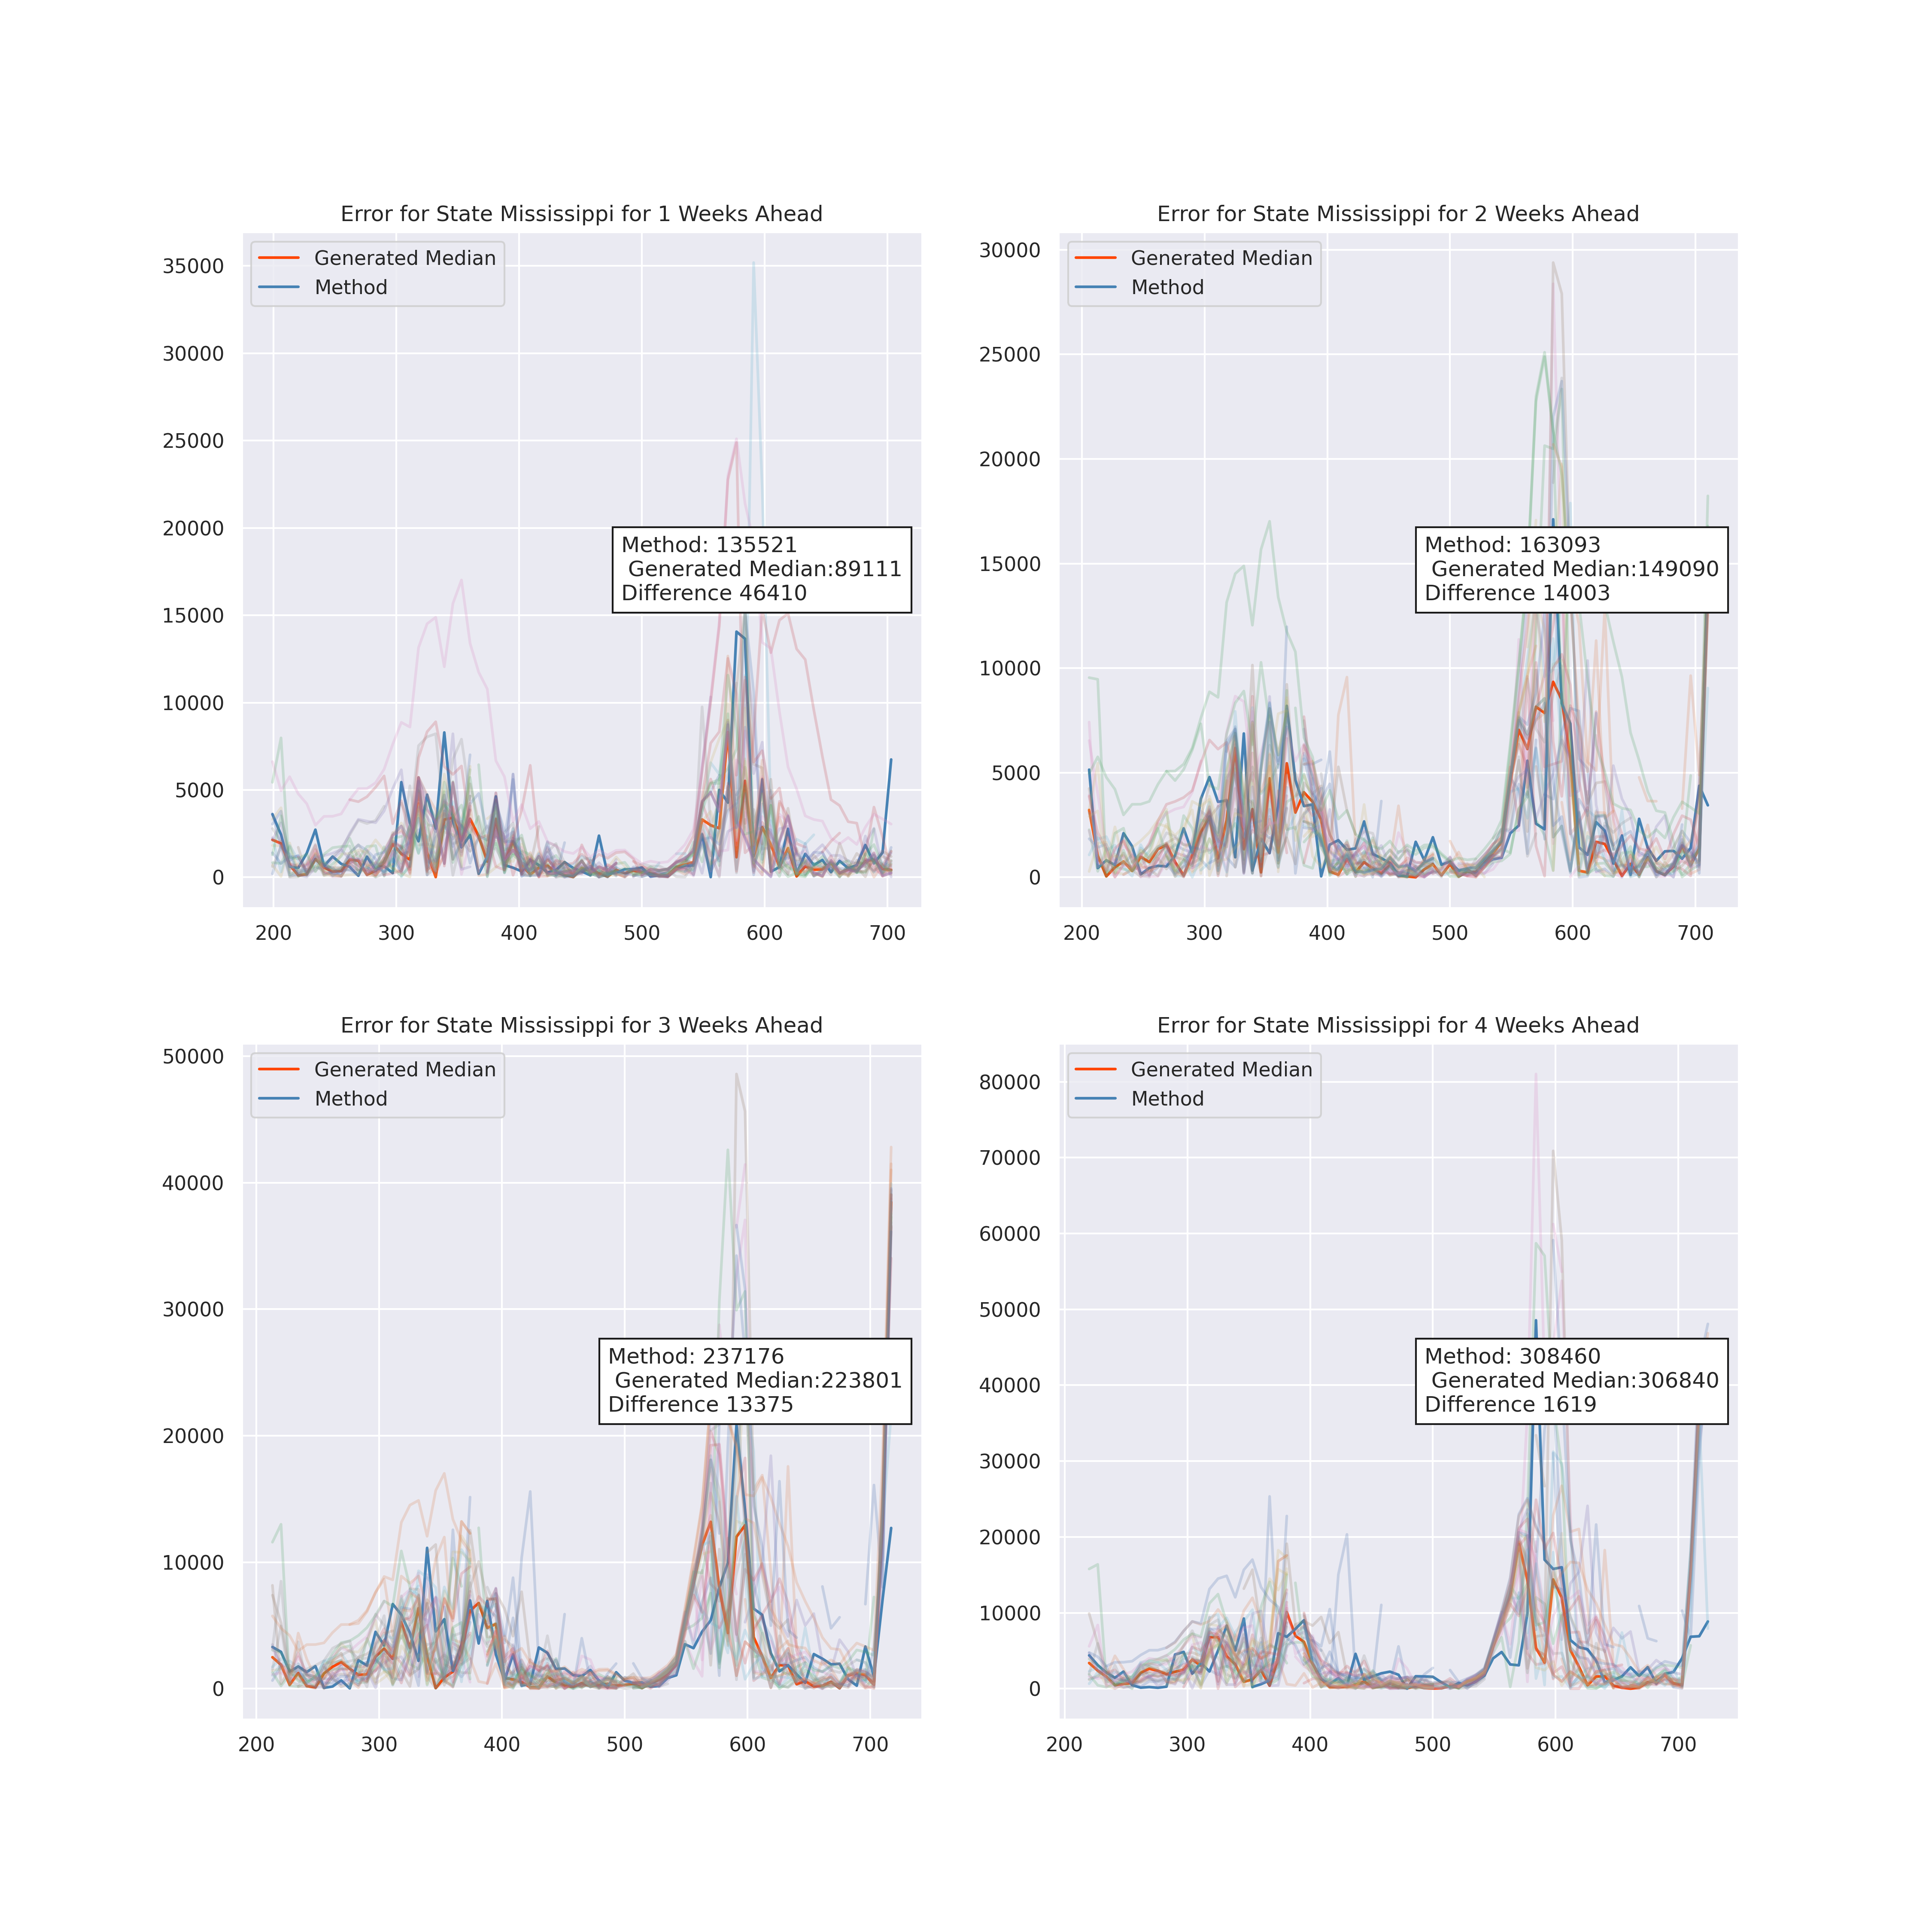 Error for State Mississippi for 1 Weeks Ahead
Generated Median
Method
35000
30000
25000
20000
15000
10000
5000
0
Method: 135521
Generated Median:89111
Difference 46410
200 300 400 500 600 700
Error for State Mississippi for 2 Weeks Ahead
Generated Median
Method
30000
25000
20000
15000
10000
5000
0
Method: 163093
Generated Median:149090
Difference 14003
200 300 400 500 600 700
Error for State Mississippi for 3 Weeks Ahead
Generated Median
Method
50000
40000
30000
20000
10000
0
Method: 237176
Generated Median:223801
Difference 13375
200 300 400 500 600 700
Error for State Mississippi for 4 Weeks Ahead
Generated Median
Method
80000
70000
60000
50000
40000
30000
20000
10000
0
Method: 308460
Generated Median:306840
Difference 1619
200 300 400 500 600 700